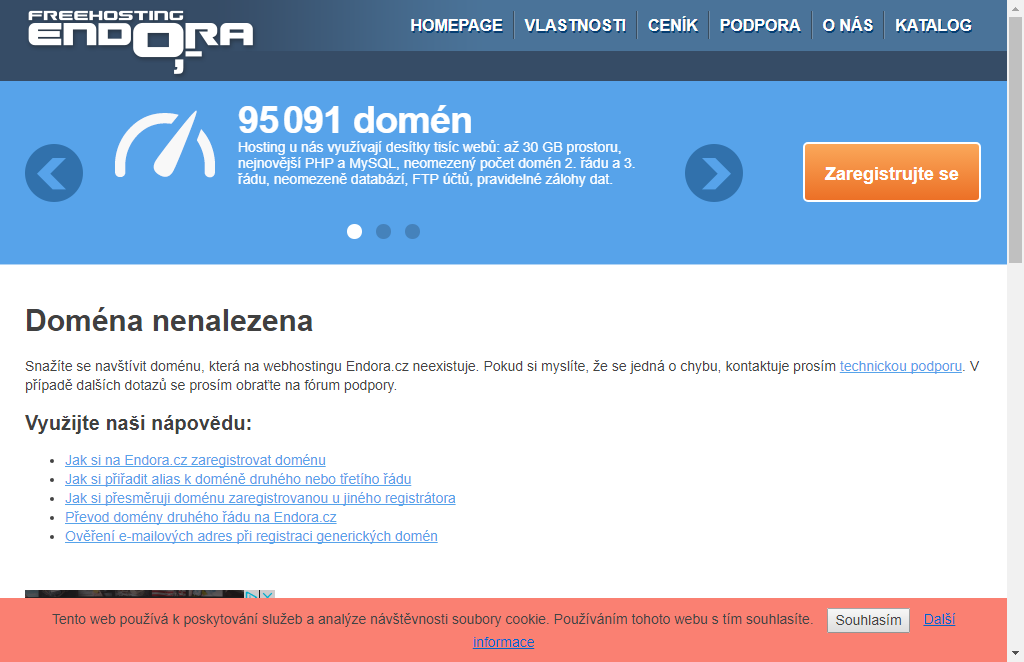 FREEHOSTING
ENDORA
HOMEPAGE VLASTNOSTI CENÍK PODPORA O NÁS KATALOG
95 091 domén
Hosting u nás využívají desítky tisíc webů: až 30 GB prostoru,
nejnovější PHP a MySQL, neomezený počet domén 2. řádu a 3.
řádu, neomezeně databází, FTP účtů, pravidelné zálohy dat.
Zaregistrujte se
Doména nenalezena
Snažíte se navštívit doménu, která na webhostingu Endora.cz neexistuje. Pokud si myslíte, že se jedná o chybu, kontaktuje prosím technickou podporu. V
případě dalších dotazů se prosím obraťte na fórum podpory.
Využijte naši nápovědu:
Jak si na Endora.cz zaregistrovat doménu
Jak si přiřadit alias k doméně druhého nebo třetího řádu
Jak si přesměruji doménu zaregistrovanou u jiného registrátora
Převod domény druhého řádu na Endora.cz
Ověření e-mailových adres při registraci generických domén
Tento web používá k poskytování služeb a analýze návštěvnosti soubory cookie. Používáním tohoto webu s tím souhlasíte. Souhlasím Další
informace